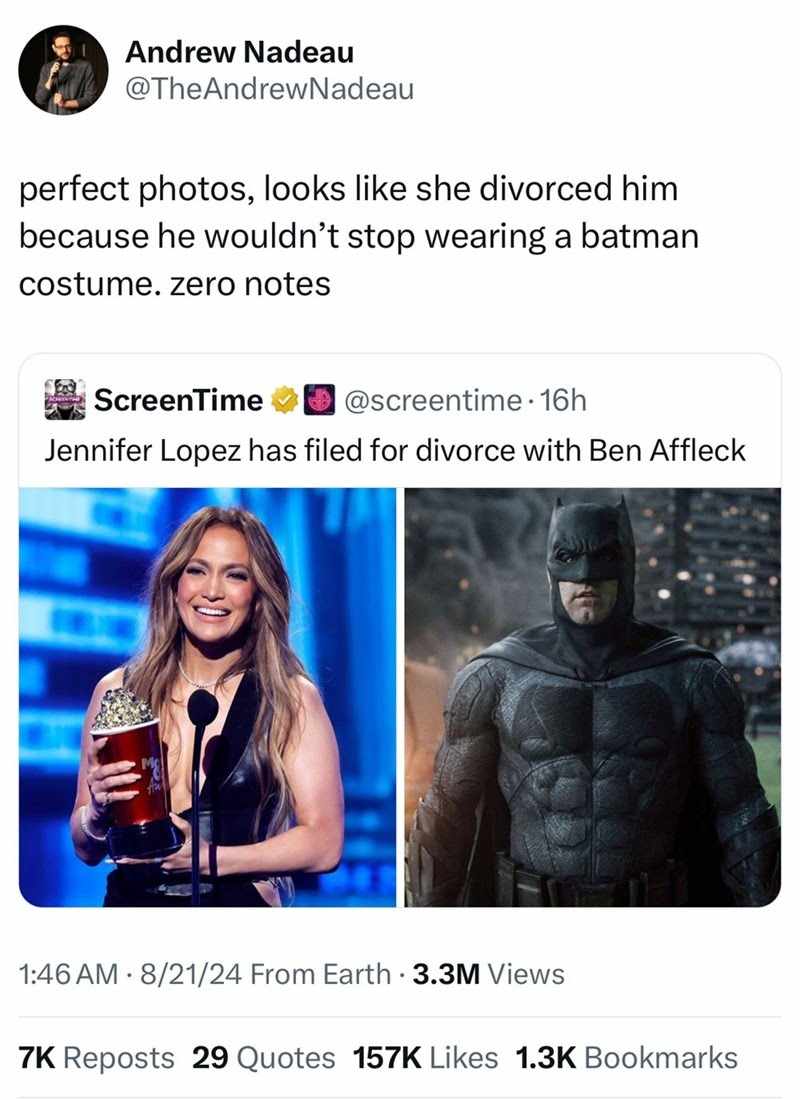 Andrew Nadeau
@TheAndrewNadeau
perfect photos, looks like she divorced him
because he wouldn’t stop wearing a batman
costume. zero notes
ScreenTime @screentime · 16h
Jennifer Lopez has filed for divorce with Ben Affleck
1:46 AM · 8/21/24 From Earth · 3.3M Views
7K Reposts 29 Quotes 157K Likes 1.3K Bookmarks